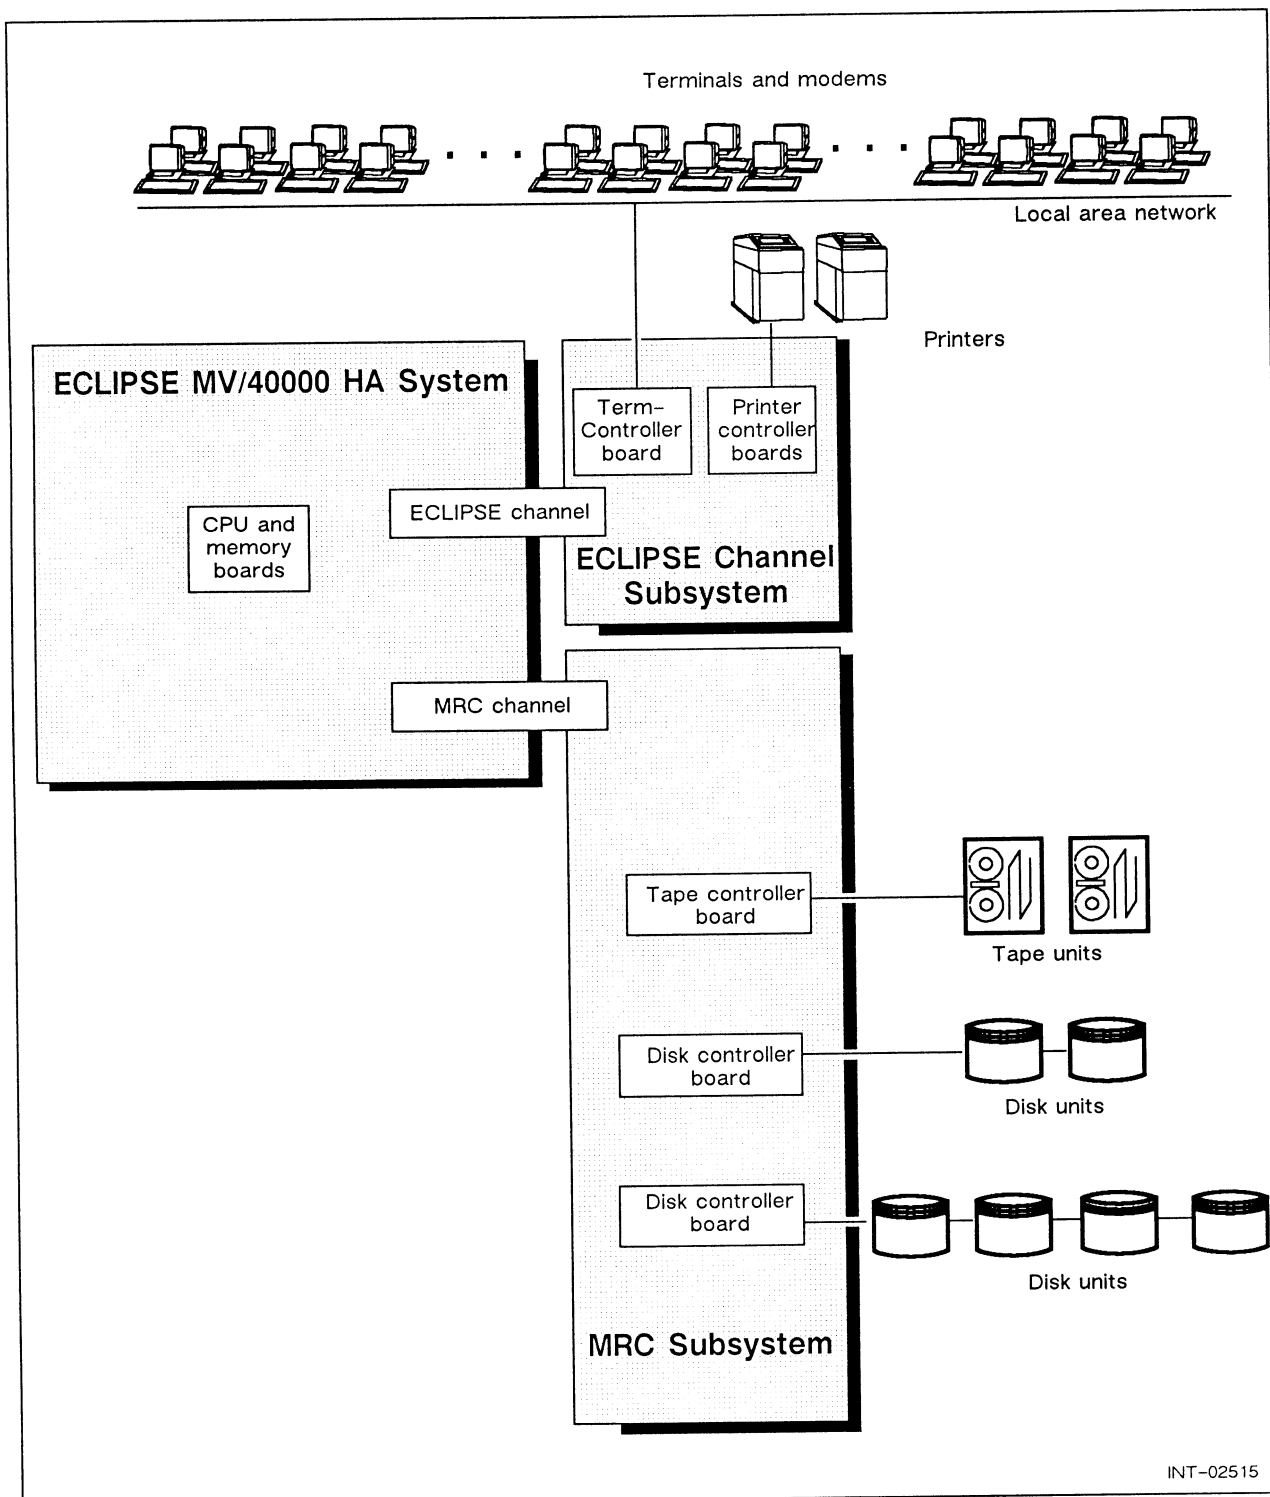 Terminals and modems
Local area network
Printers
ECLIPSE MV/40000 HA System
Term-
Controller
board
Printer
controller
boards
ECLIPSE channel
CPU and
memory
boards
ECLIPSE Channel
Subsystem
MRC channel
Tape controller
board
Tape units
Disk controller
board
Disk units
Disk controller
board
Disk units
MRC Subsystem
INT-02515